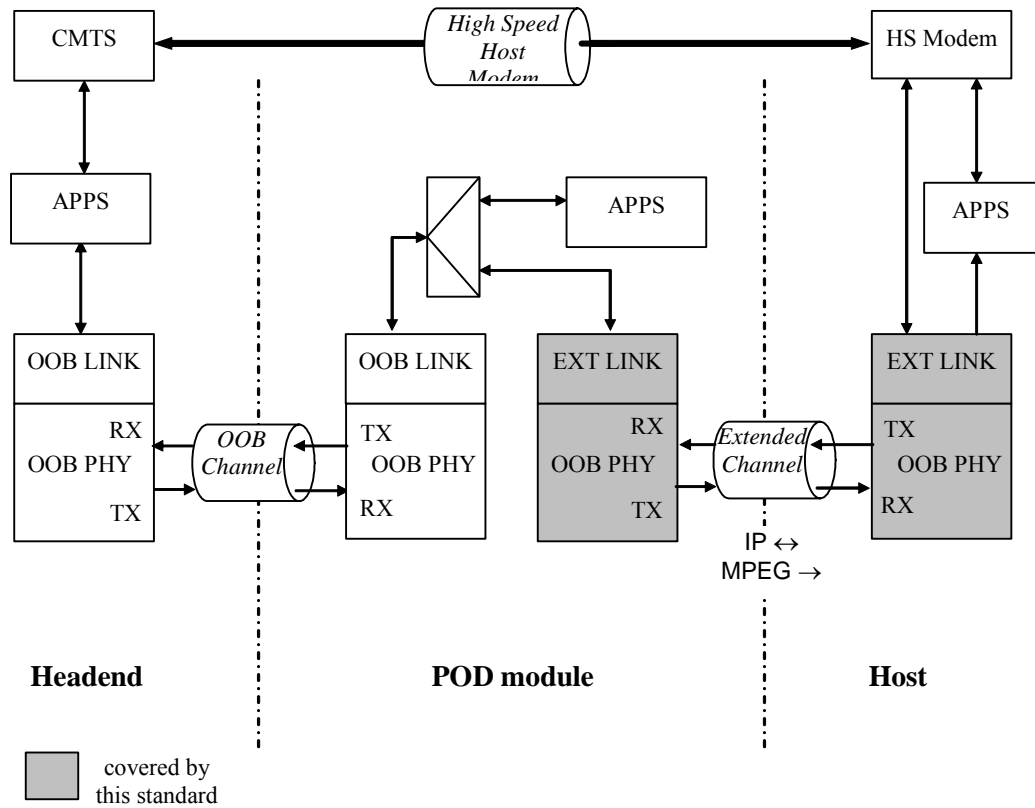 CMTS
High Speed
Host
Modem
HS Modem
APPS
APPS
APPS
OOB LINK
OOB LINK
EXT LINK
EXT LINK
RX
OOB PHY
TX
OOB
Channel
TX
OOB PHY
RX
RX
OOB PHY
TX
Extended
Channel
TX
OOB PHY
RX
IP ↔
MPEG →
Headend
POD module
Host
covered by
this standard